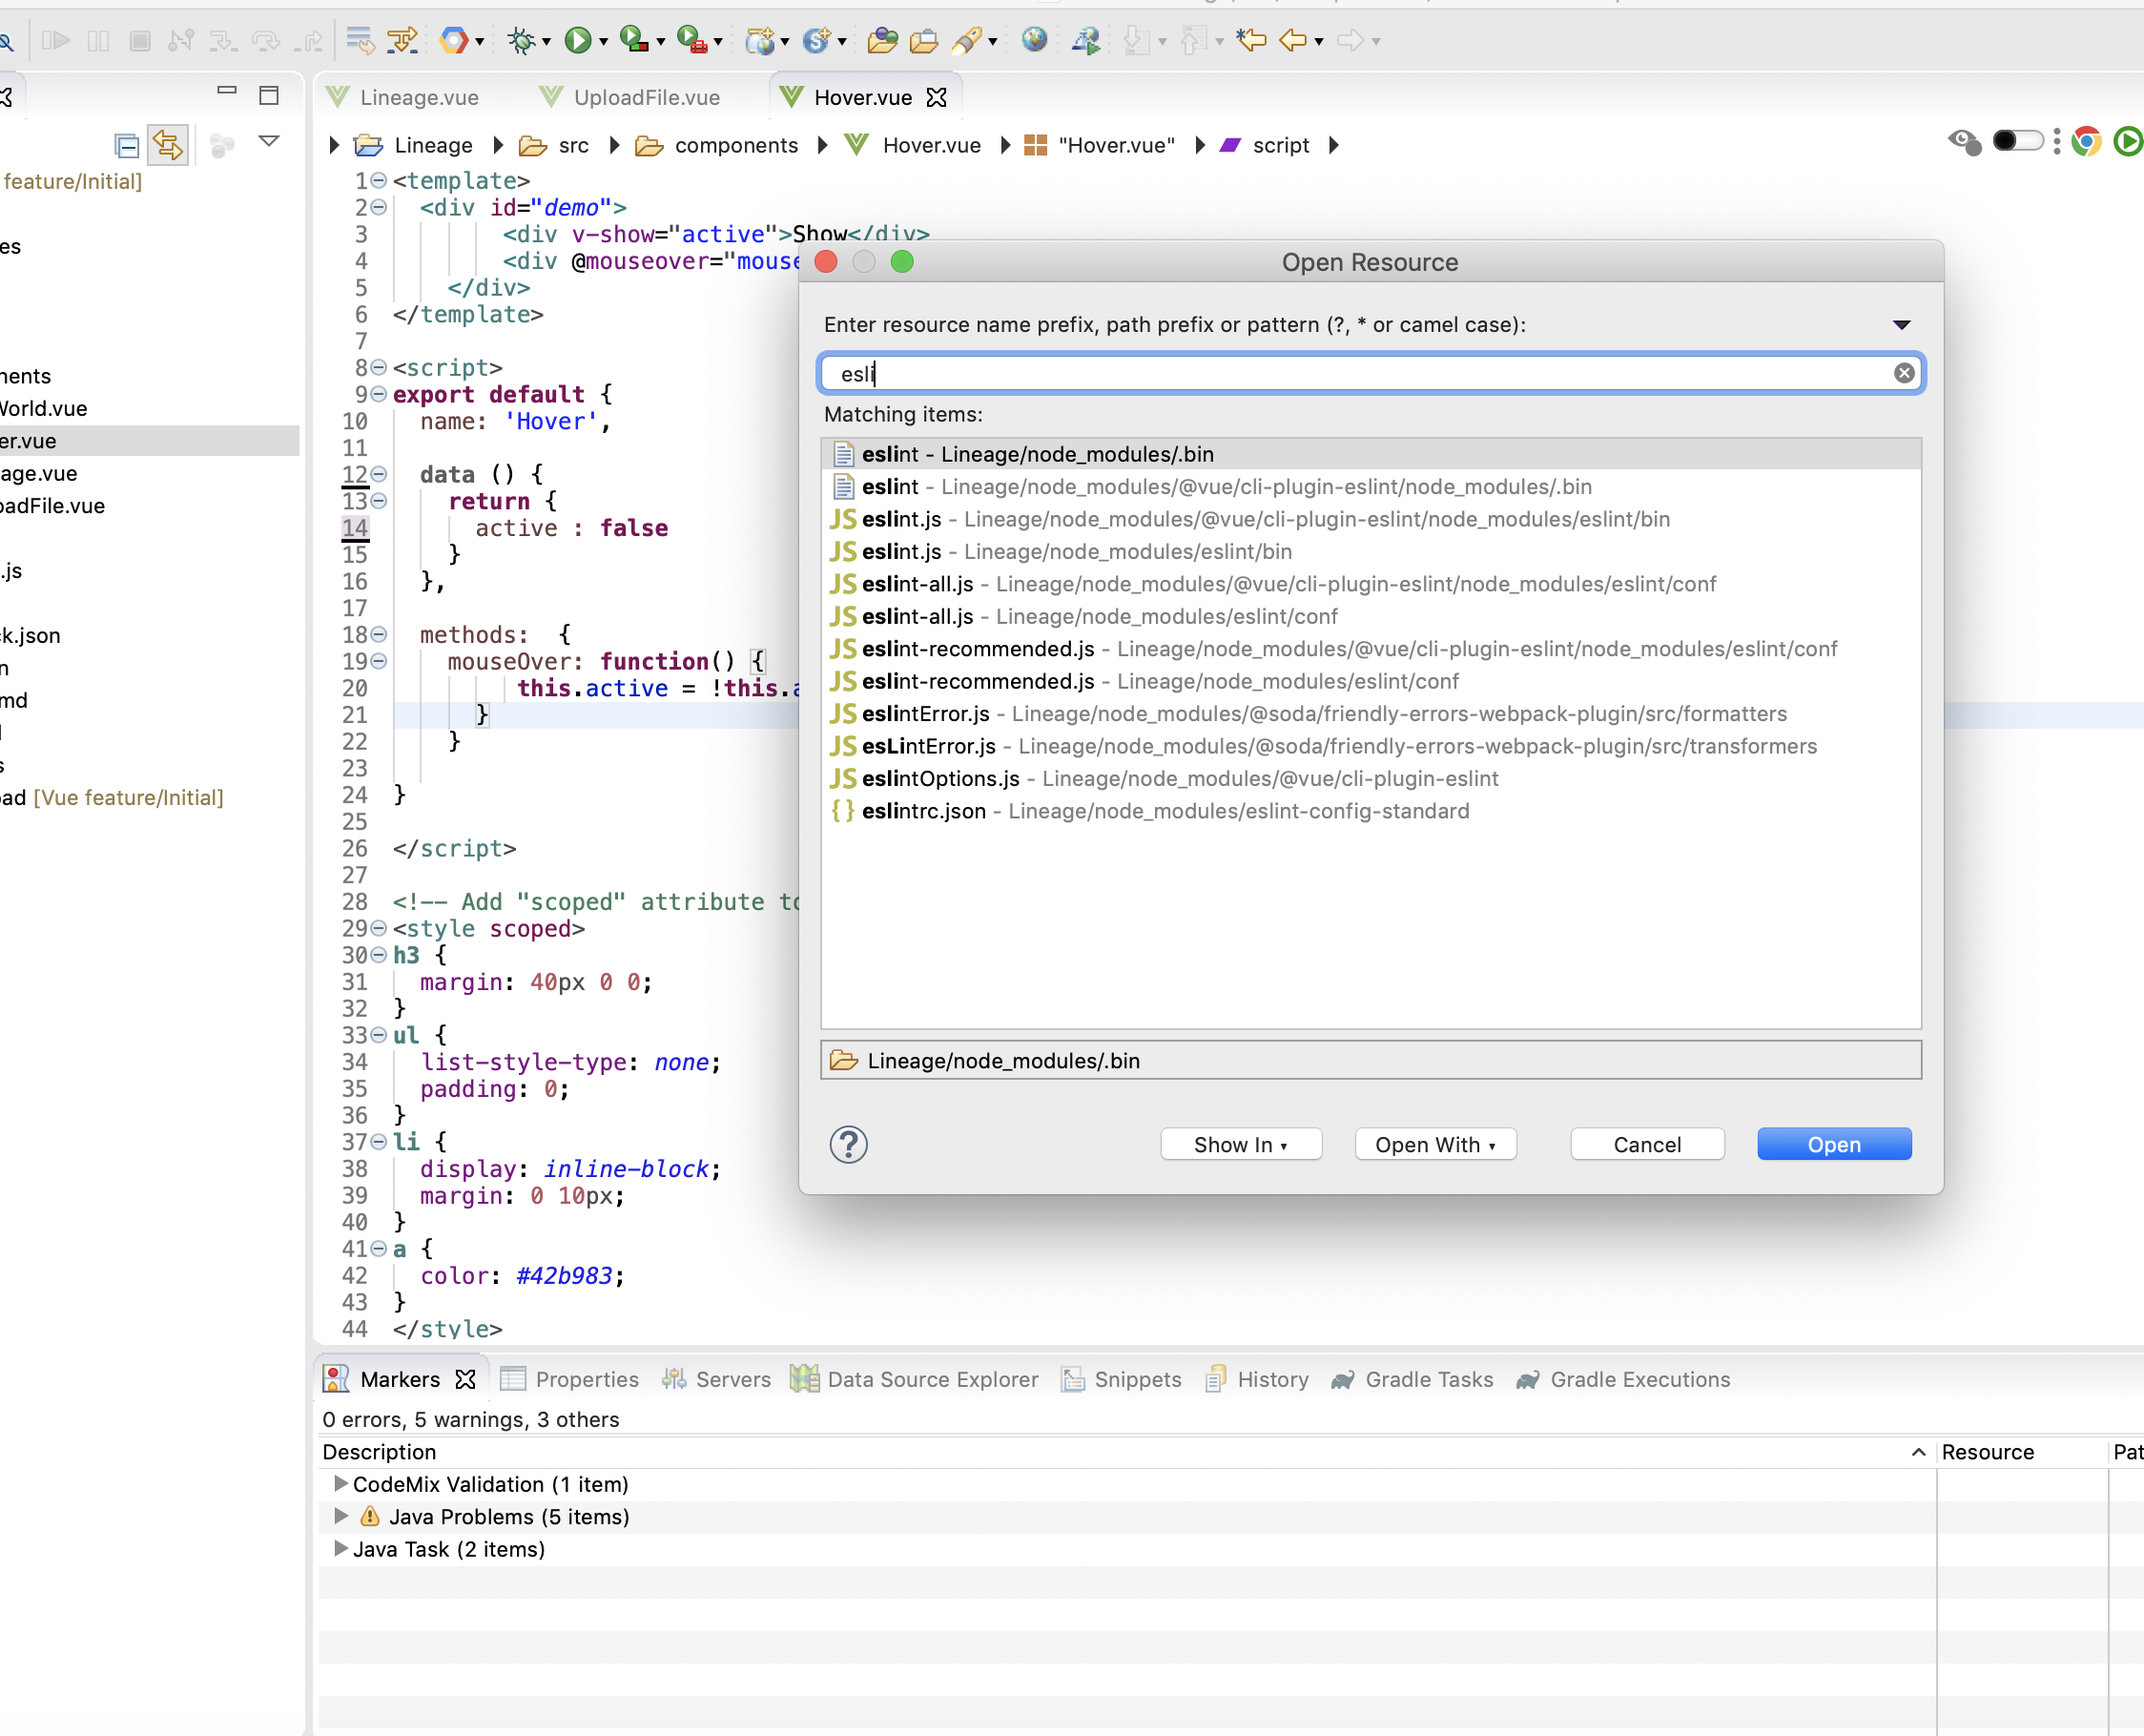 Lineage.vue
UploadFile.vue
Hover.vue
Lineage
src
components
Hover.vue
"Hover.vue"
script
feature/Initial]
es
nents
World.vue
er.vue
age.vue
oadFile.vue
.js
k.json
n
md
s
oad [Vue feature/Initial]
1 <template>
2 <div id="demo">
3 <div v-show="active">Show</div>
4 <div @mouseover="mouse
5 </div>
6 </template>
7
8 <script>
9 export default {
10 name: 'Hover',
11
12 data () {
13 return {
14 active : false
15 }
16 },
17
18 methods:  {
19 mouseOver: function() {
20 this.active = !this.a
21 }
22 }
23
24 }
25
26 </script>
27
28 <!-- Add "scoped" attribute to
29 <style scoped>
30 h3 {
31 margin: 40px 0 0;
32 }
33 ul {
34 list-style-type: none;
35 padding: 0;
36 }
37 li {
38 display: inline-block;
39 margin: 0 10px;
40 }
41 a {
42 color: #42b983;
43 }
44 </style>
Open Resource
Enter resource name prefix, path prefix or pattern (?, * or camel case):
esli
Matching items:
eslint - Lineage/node_modules/.bin
eslint - Lineage/node_modules/@vue/cli-plugin-eslint/node_modules/.bin
JS eslint.js - Lineage/node_modules/@vue/cli-plugin-eslint/node_modules/eslint/bin
JS eslint.js - Lineage/node_modules/eslint/bin
JS eslint-all.js - Lineage/node_modules/@vue/cli-plugin-eslint/node_modules/eslint/conf
JS eslint-all.js - Lineage/node_modules/eslint/conf
JS eslint-recommended.js - Lineage/node_modules/@vue/cli-plugin-eslint/node_modules/eslint/conf
JS eslint-recommended.js - Lineage/node_modules/eslint/conf
JS eslintError.js - Lineage/node_modules/@soda/friendly-errors-webpack-plugin/src/formatters
JS esLintError.js - Lineage/node_modules/@soda/friendly-errors-webpack-plugin/src/transformers
JS eslintOptions.js - Lineage/node_modules/@vue/cli-plugin-eslint
{ } eslintrc.json - Lineage/node_modules/eslint-config-standard
Lineage/node_modules/.bin
?
Show In
Open With
Cancel
Open
Markers
Properties
Servers
Data Source Explorer
Snippets
History
Gradle Tasks
Gradle Executions
0 errors, 5 warnings, 3 others
Description
Resource
Pat
CodeMix Validation (1 item)
Java Problems (5 items)
Java Task (2 items)